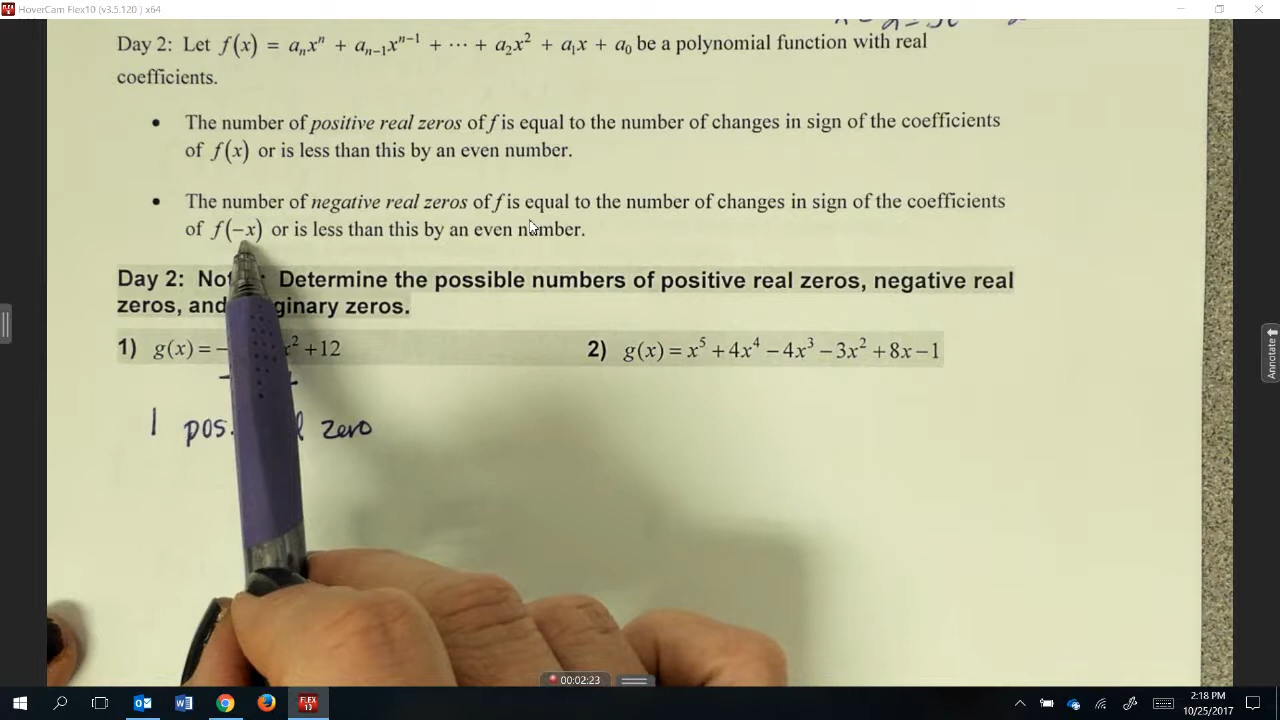 HoverCam Flex10 (v3.5.120 ) x64
Day 2: Let f(x) = aₙxⁿ + aₙ₋₁xⁿ⁻¹ + ⋯ + a₂x² + a₁x + a₀ be a polynomial function with real
coefficients.
• The number of positive real zeros of f is equal to the number of changes in sign of the coefficients
of f(x) or is less than this by an even number.
• The number of negative real zeros of f is equal to the number of changes in sign of the coefficients
of f(−x) or is less than this by an even number.
Day 2: Determine the possible numbers of positive real zeros, negative real
zeros, and zeros.
1) g(x) = − x² + 12
2) g(x) = x⁵ + 4x⁴ − 4x³ − 3x² + 8x − 1
1 pos. zero
Annotate
00:02:23
FLEX
10
2:18 PM
10/25/2017